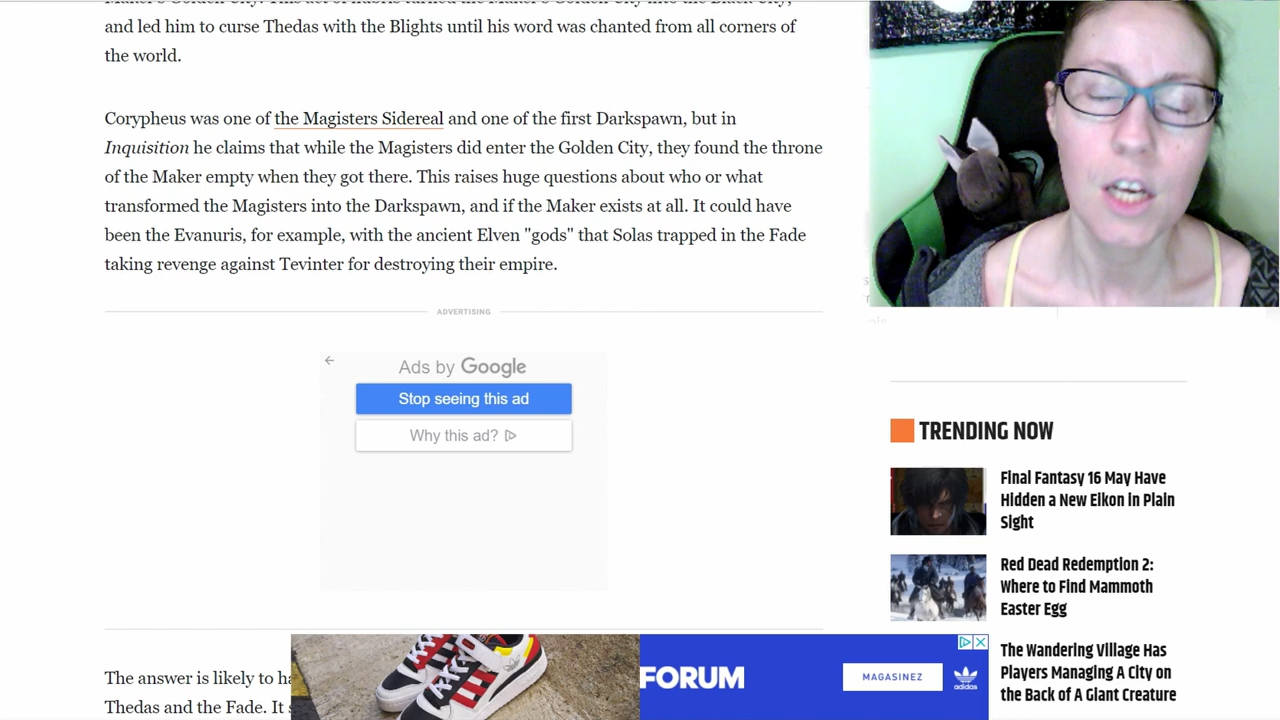 and led him to curse Thedas with the Blights until his word was chanted from all corners of
the world.
Corypheus was one of the Magisters Sidereal and one of the first Darkspawn, but in
Inquisition he claims that while the Magisters did enter the Golden City, they found the throne
of the Maker empty when they got there. This raises huge questions about who or what
transformed the Magisters into the Darkspawn, and if the Maker exists at all. It could have
been the Evanuris, for example, with the ancient Elven "gods" that Solas trapped in the Fade
taking revenge against Tevinter for destroying their empire.
ADVERTISING
Ads by Google
Stop seeing this ad
Why this ad?
TRENDING NOW
Final Fantasy 16 May Have
Hidden a New Eikon in Plain
Sight
Red Dead Redemption 2:
Where to Find Mammoth
Easter Egg
The Wandering Village Has
Players Managing A City on
the Back of A Giant Creature
The answer is likely to ha
Thedas and the Fade. It s
FORUM
MAGASINEZ
adidas